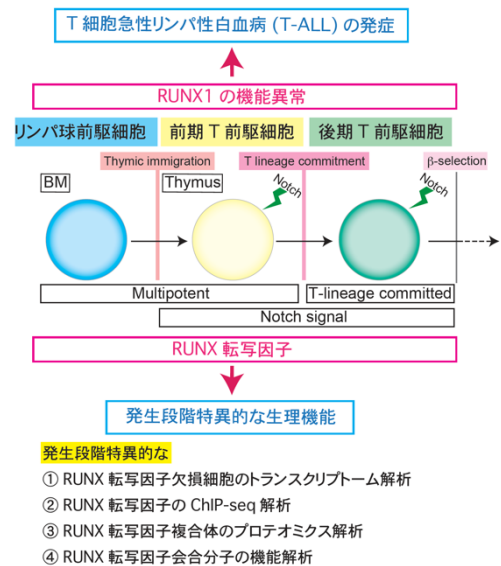 T 細胞急性リンパ性白血病 (T-ALL) の発症
RUNX1 の機能異常
リンパ球前駆細胞 前期 T 前駆細胞 後期 T 前駆細胞
Thymic immigration T lineage commitment β-selection
BM Thymus Notch Notch
Multipotent T-lineage committed
Notch signal
RUNX 転写因子
発生段階特異的な生理機能
発生段階特異的な
① RUNX 転写因子欠損細胞のトランスクリプトーム解析
② RUNX 転写因子の ChIP-seq 解析
③ RUNX 転写因子複合体のプロテオミクス解析
④ RUNX 転写因子会合分子の機能解析